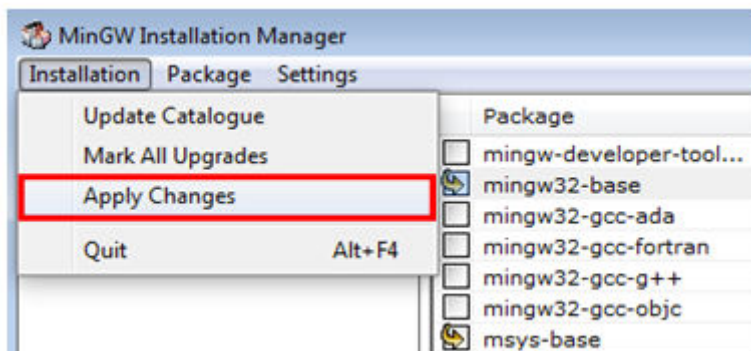 MinGW Installation Manager
Installation Package Settings
Update Catalogue
Mark All Upgrades
Apply Changes
Quit Alt+F4
Package
mingw-developer-tool...
mingw32-base
mingw32-gcc-ada
mingw32-gcc-fortran
mingw32-gcc-g++
mingw32-gcc-objc
msys-base